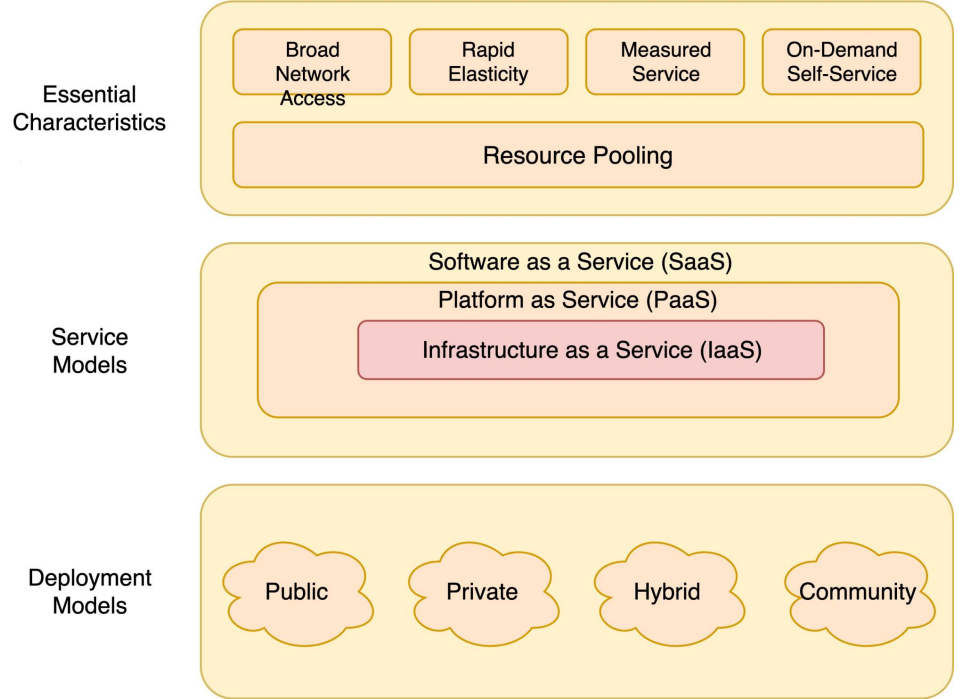 Essential
Characteristics
Broad
Network
Access
Rapid
Elasticity
Measured
Service
On-Demand
Self-Service
Resource Pooling
Service
Models
Software as a Service (SaaS)
Platform as Service (PaaS)
Infrastructure as a Service (IaaS)
Deployment
Models
Public
Private
Hybrid
Community